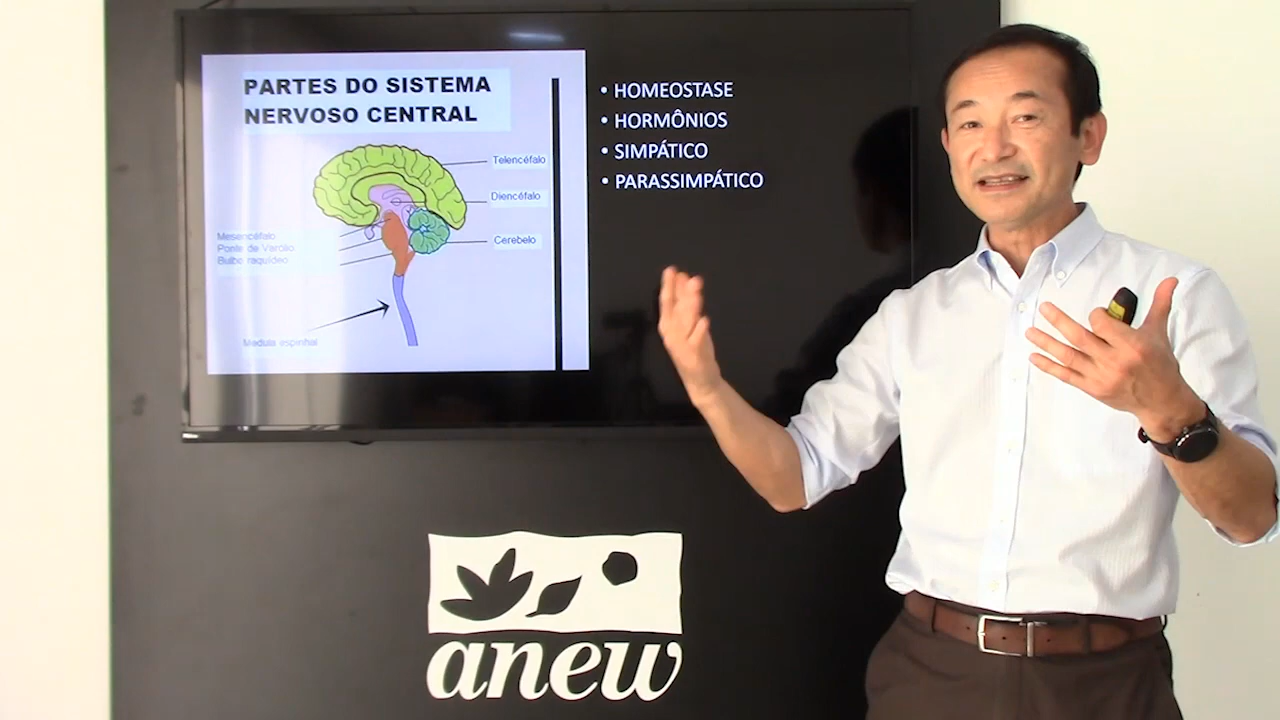 PARTES DO SISTEMA
NERVOSO CENTRAL
Telencéfalo
Diencéfalo
Cerebelo
Mesencéfalo
Ponte de Varólio
Bulbo raquídeo
Medula espinhal
• HOMEOSTASE
• HORMÔNIOS
• SIMPÁTICO
• PARASSIMPÁTICO
anew